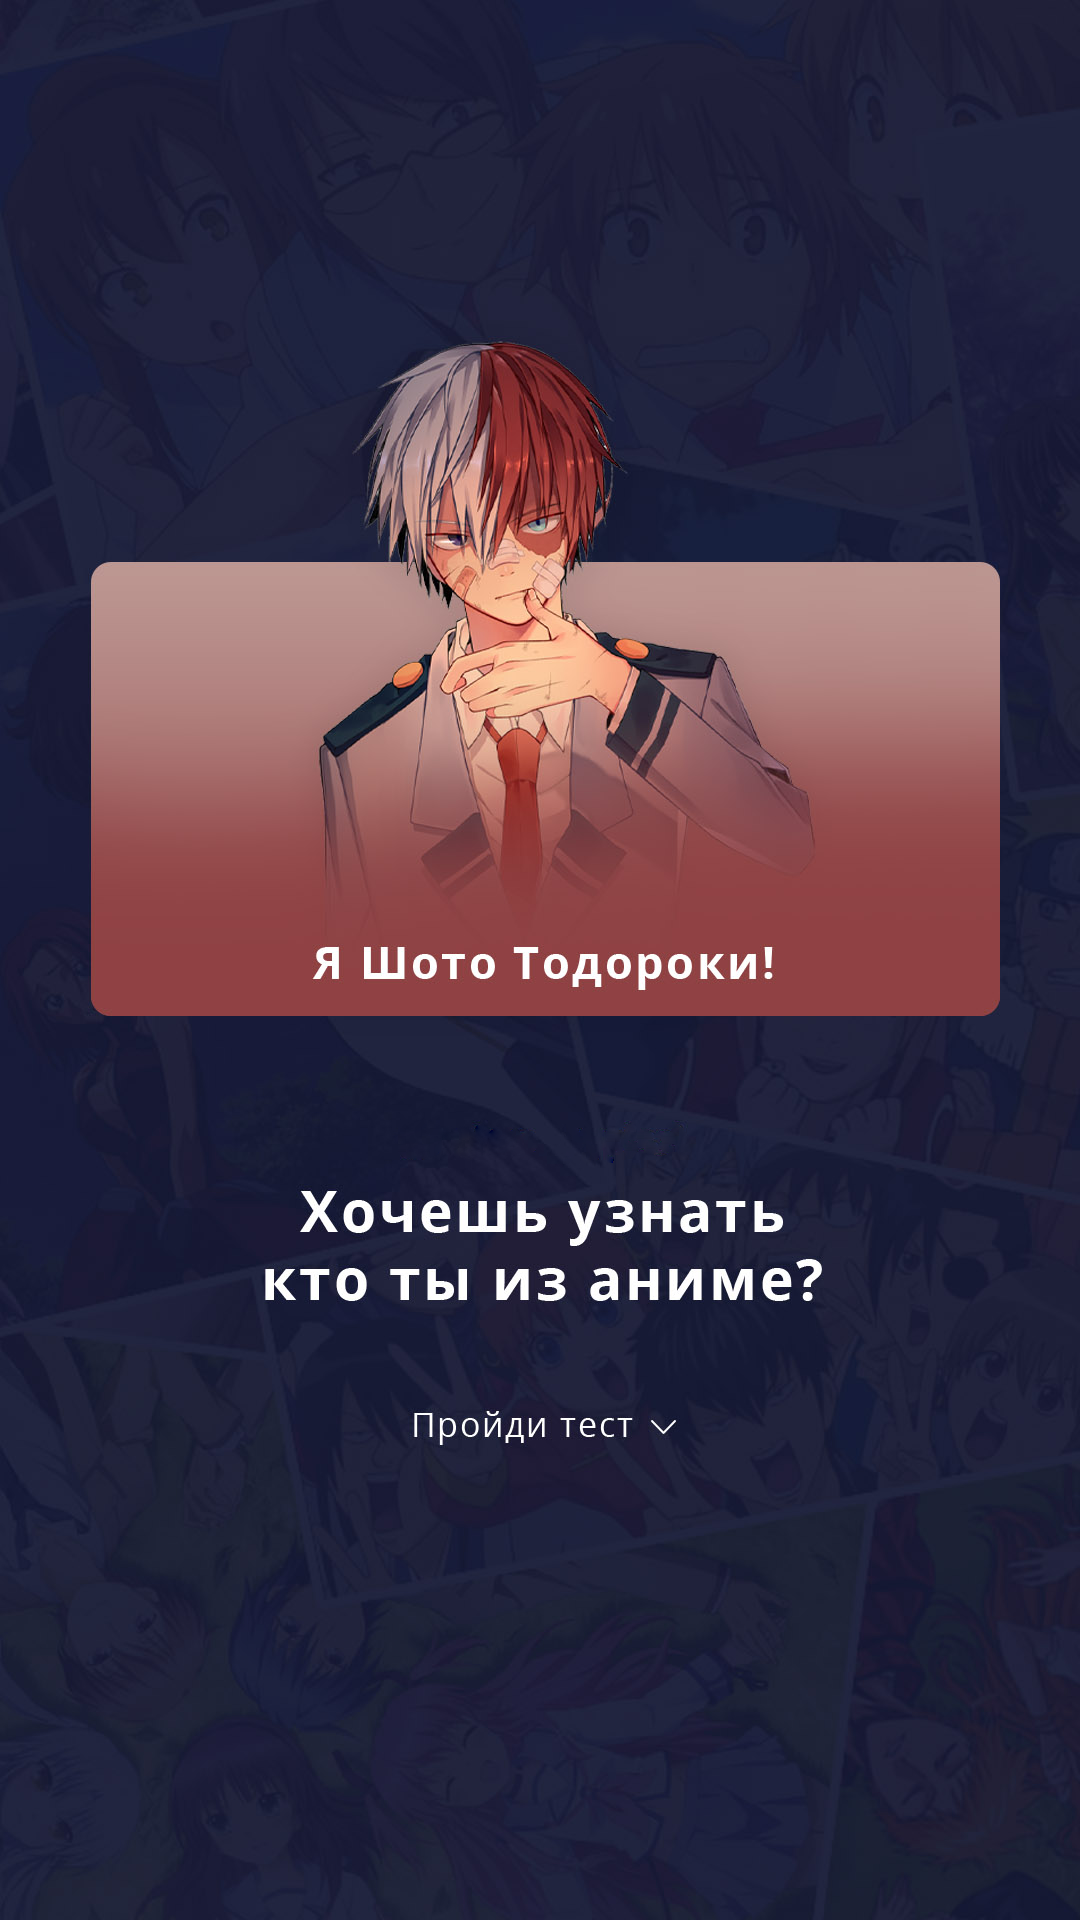 Я Шото Тодороки!
Хочешь узнать
кто ты из аниме?
Пройди тест